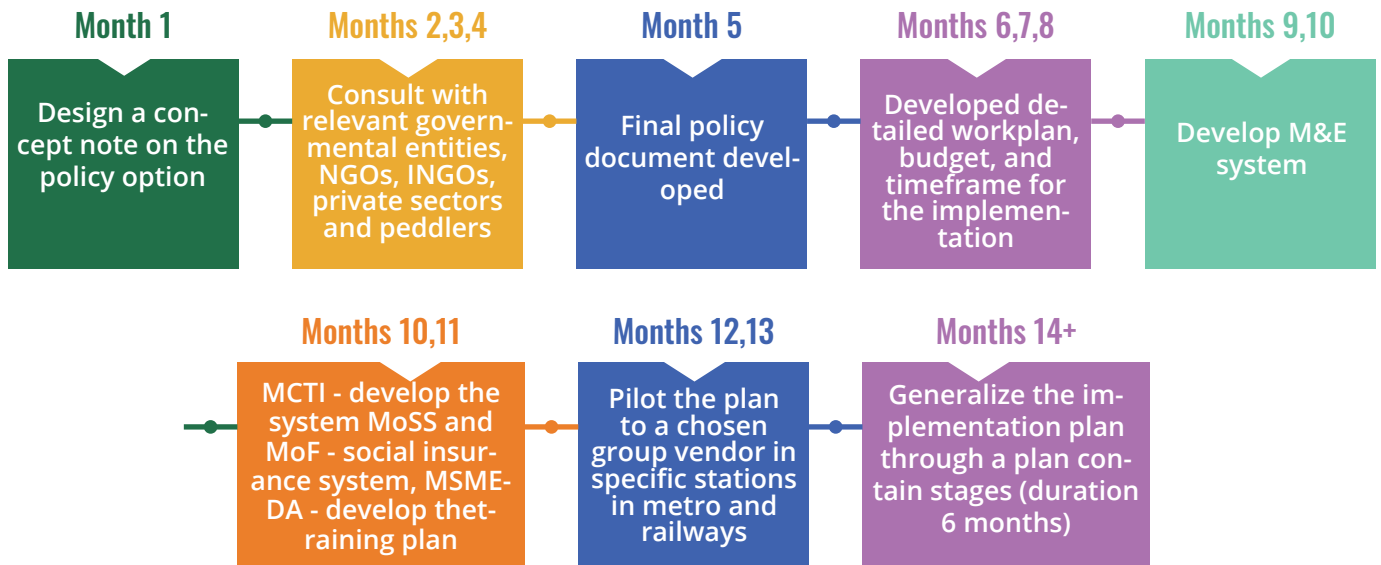 Month 1
Design a con-
cept note on the
policy option
Months 2,3,4
Consult with
relevant govern-
mental entities,
NGOs, INGOs,
private sectors
and peddlers
Month 5
Final policy
document devel-
oped
Months 6,7,8
Developed de-
tailed workplan,
budget, and
timeframe for
the implemen-
tation
Months 9,10
Develop M&E
system
Months 10,11
MCTI - develop the
system MoSS and
MoF - social insur-
ance system, MSME-
DA - develop thet-
raining plan
Months 12,13
Pilot the plan
to a chosen
group vendor in
specific stations
in metro and
railways
Months 14+
Generalize the im-
plementation plan
through a plan con-
tain stages (duration
6 months)